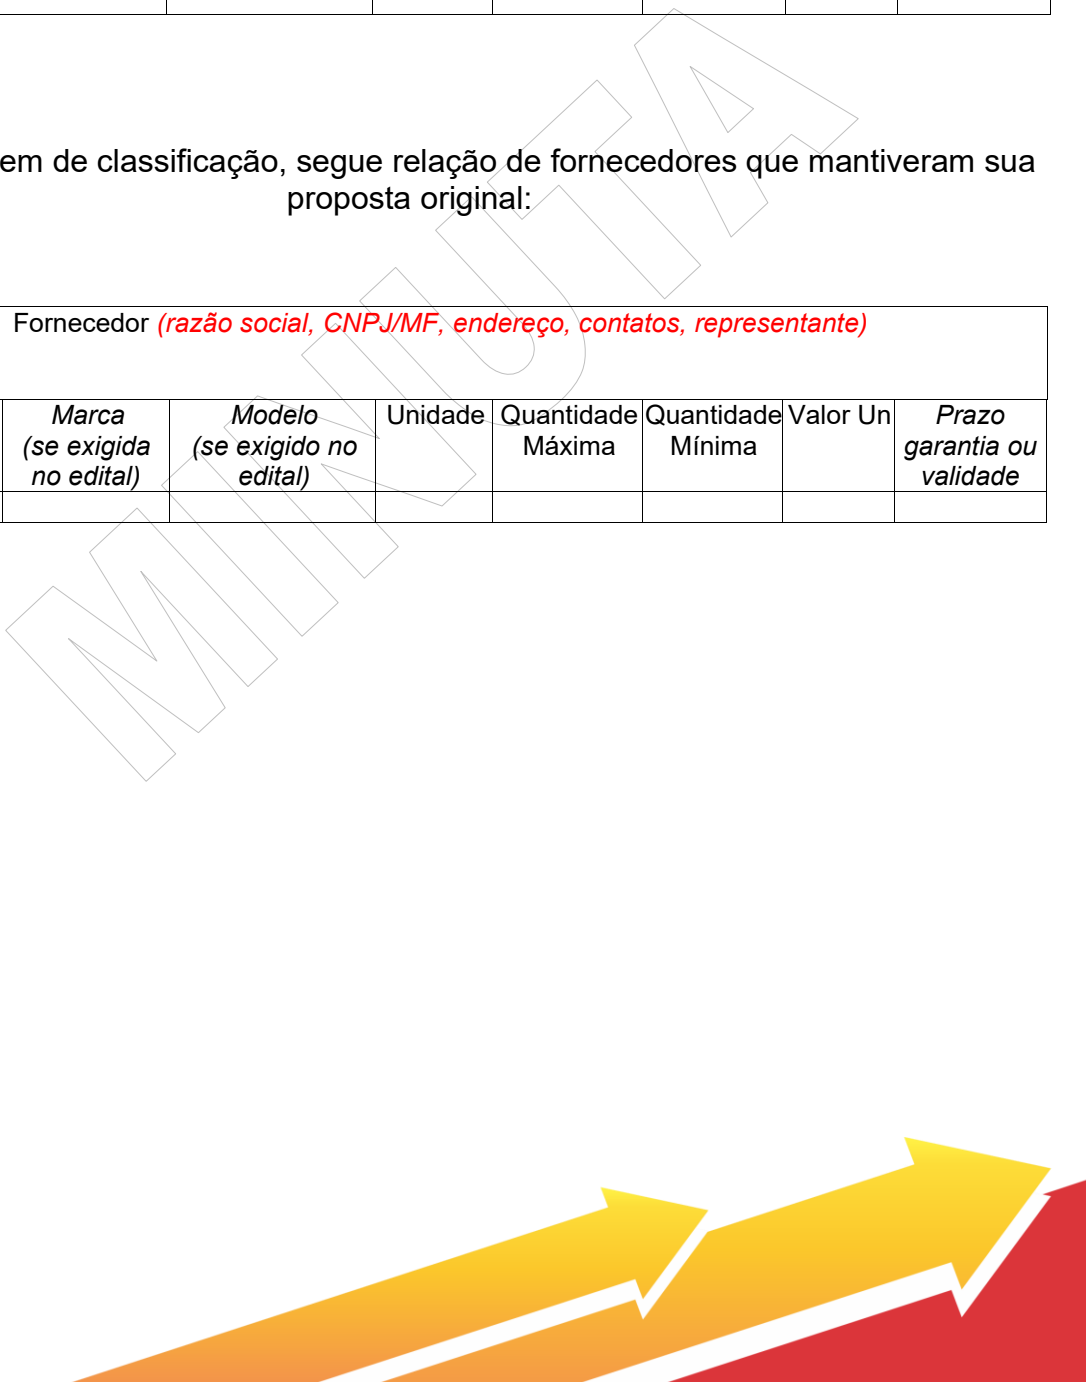 em de classificação, segue relação de fornecedores que mantiveram sua
proposta original:
Fornecedor (razão social, CNPJ/MF, endereço, contatos, representante)
Marca (se exigida no edital) Modelo (se exigido no edital) Unidade Quantidade Máxima Quantidade Mínima Valor Un Prazo garantia ou validade
MINUTA